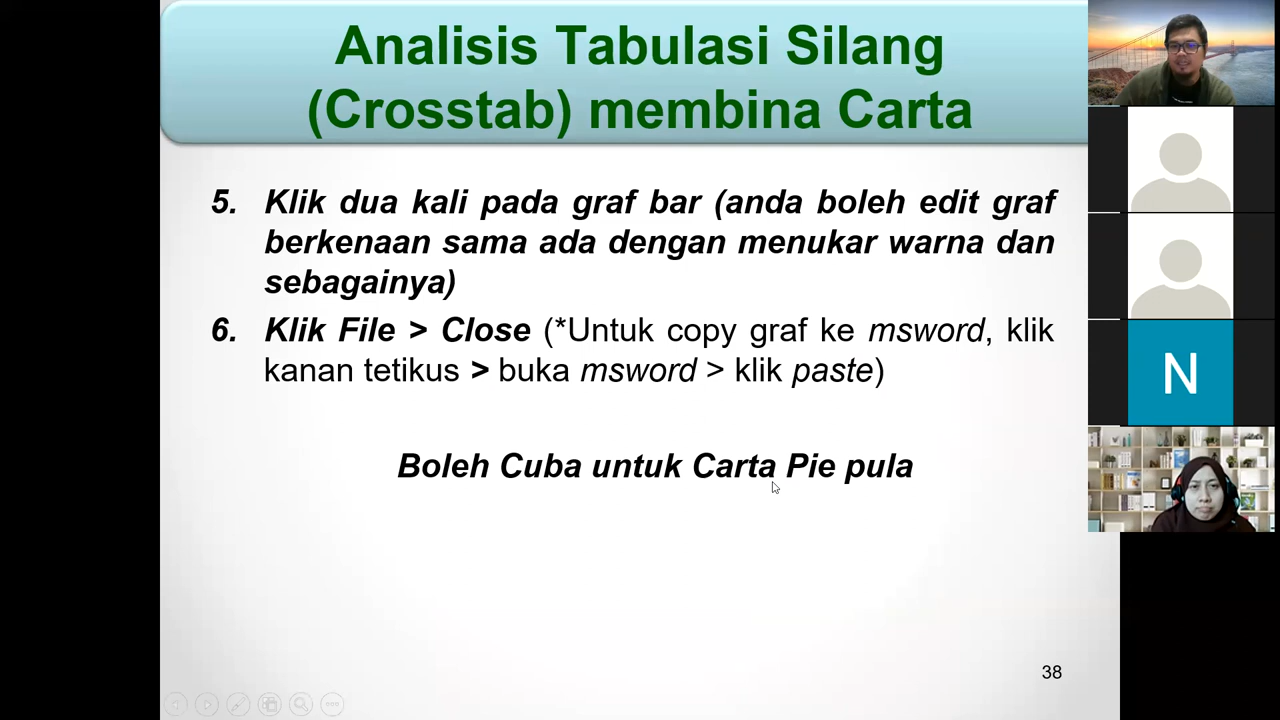 Analisis Tabulasi Silang
(Crosstab) membina Carta
5. Klik dua kali pada graf bar (anda boleh edit graf
berkenaan sama ada dengan menukar warna dan
sebagainya)
6. Klik File > Close (*Untuk copy graf ke msword, klik
kanan tetikus > buka msword > klik paste)
Boleh Cuba untuk Carta Pie pula
38
N